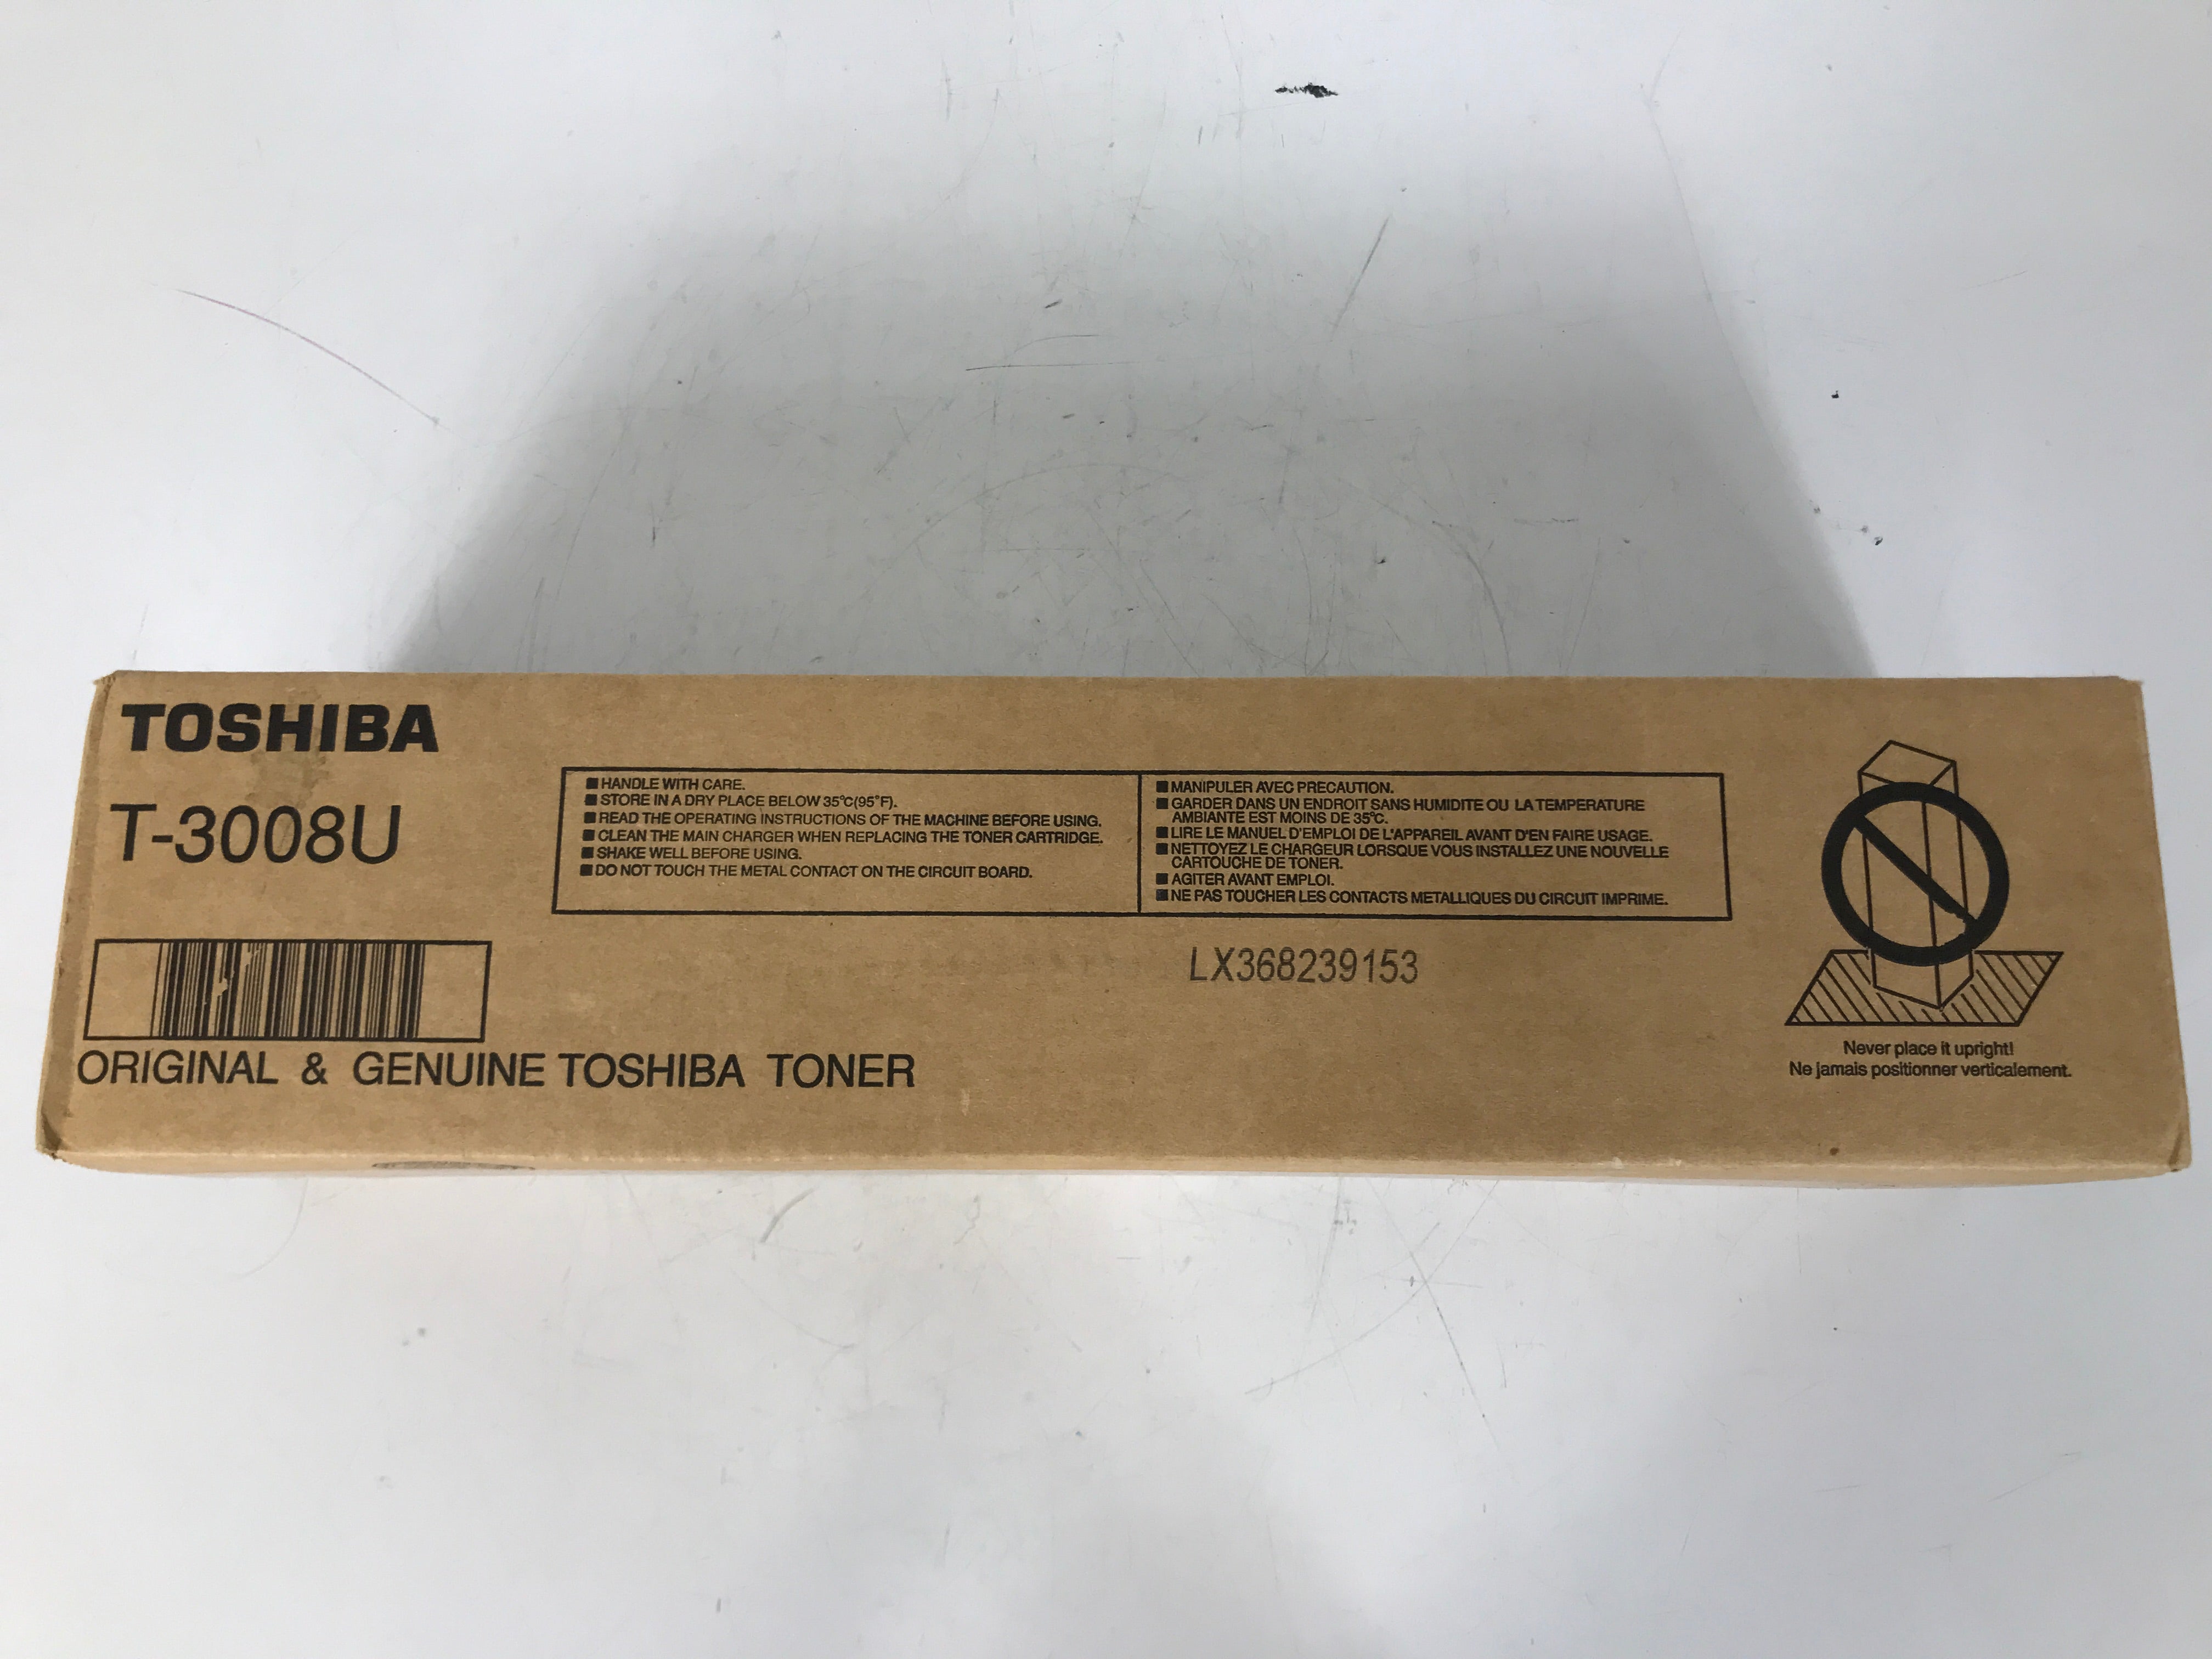 TOSHIBA
T-3008U
■ HANDLE WITH CARE.
■ STORE IN A DRY PLACE BELOW 35°C(95°F).
■ READ THE OPERATING INSTRUCTIONS OF THE MACHINE BEFORE USING.
■ CLEAN THE MAIN CHARGER WHEN REPLACING THE TONER CARTRIDGE.
■ SHAKE WELL BEFORE USING.
■ DO NOT TOUCH THE METAL CONTACT ON THE CIRCUIT BOARD.
■ MANIPULER AVEC PRECAUTION.
■ GARDER DANS UN ENDROIT SANS HUMIDITE OU LA TEMPERATURE
AMBIANTE EST MOINS DE 35°C.
■ LIRE LE MANUEL D'EMPLOI DE L'APPAREIL AVANT D'EN FAIRE USAGE.
■ NETTOYEZ LE CHARGEUR LORSQUE VOUS INSTALLEZ UNE NOUVELLE
CARTOUCHE DE TONER.
■ AGITER AVANT EMPLOI.
■ NE PAS TOUCHER LES CONTACTS METALLIQUES DU CIRCUIT IMPRIME.
LX368239153
ORIGINAL & GENUINE TOSHIBA TONER
Never place it upright!
Ne jamais positionner verticalement.